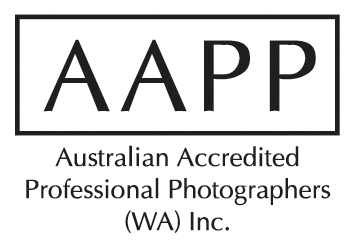 AAPP
Australian Accredited
Professional Photographers
(WA) Inc.